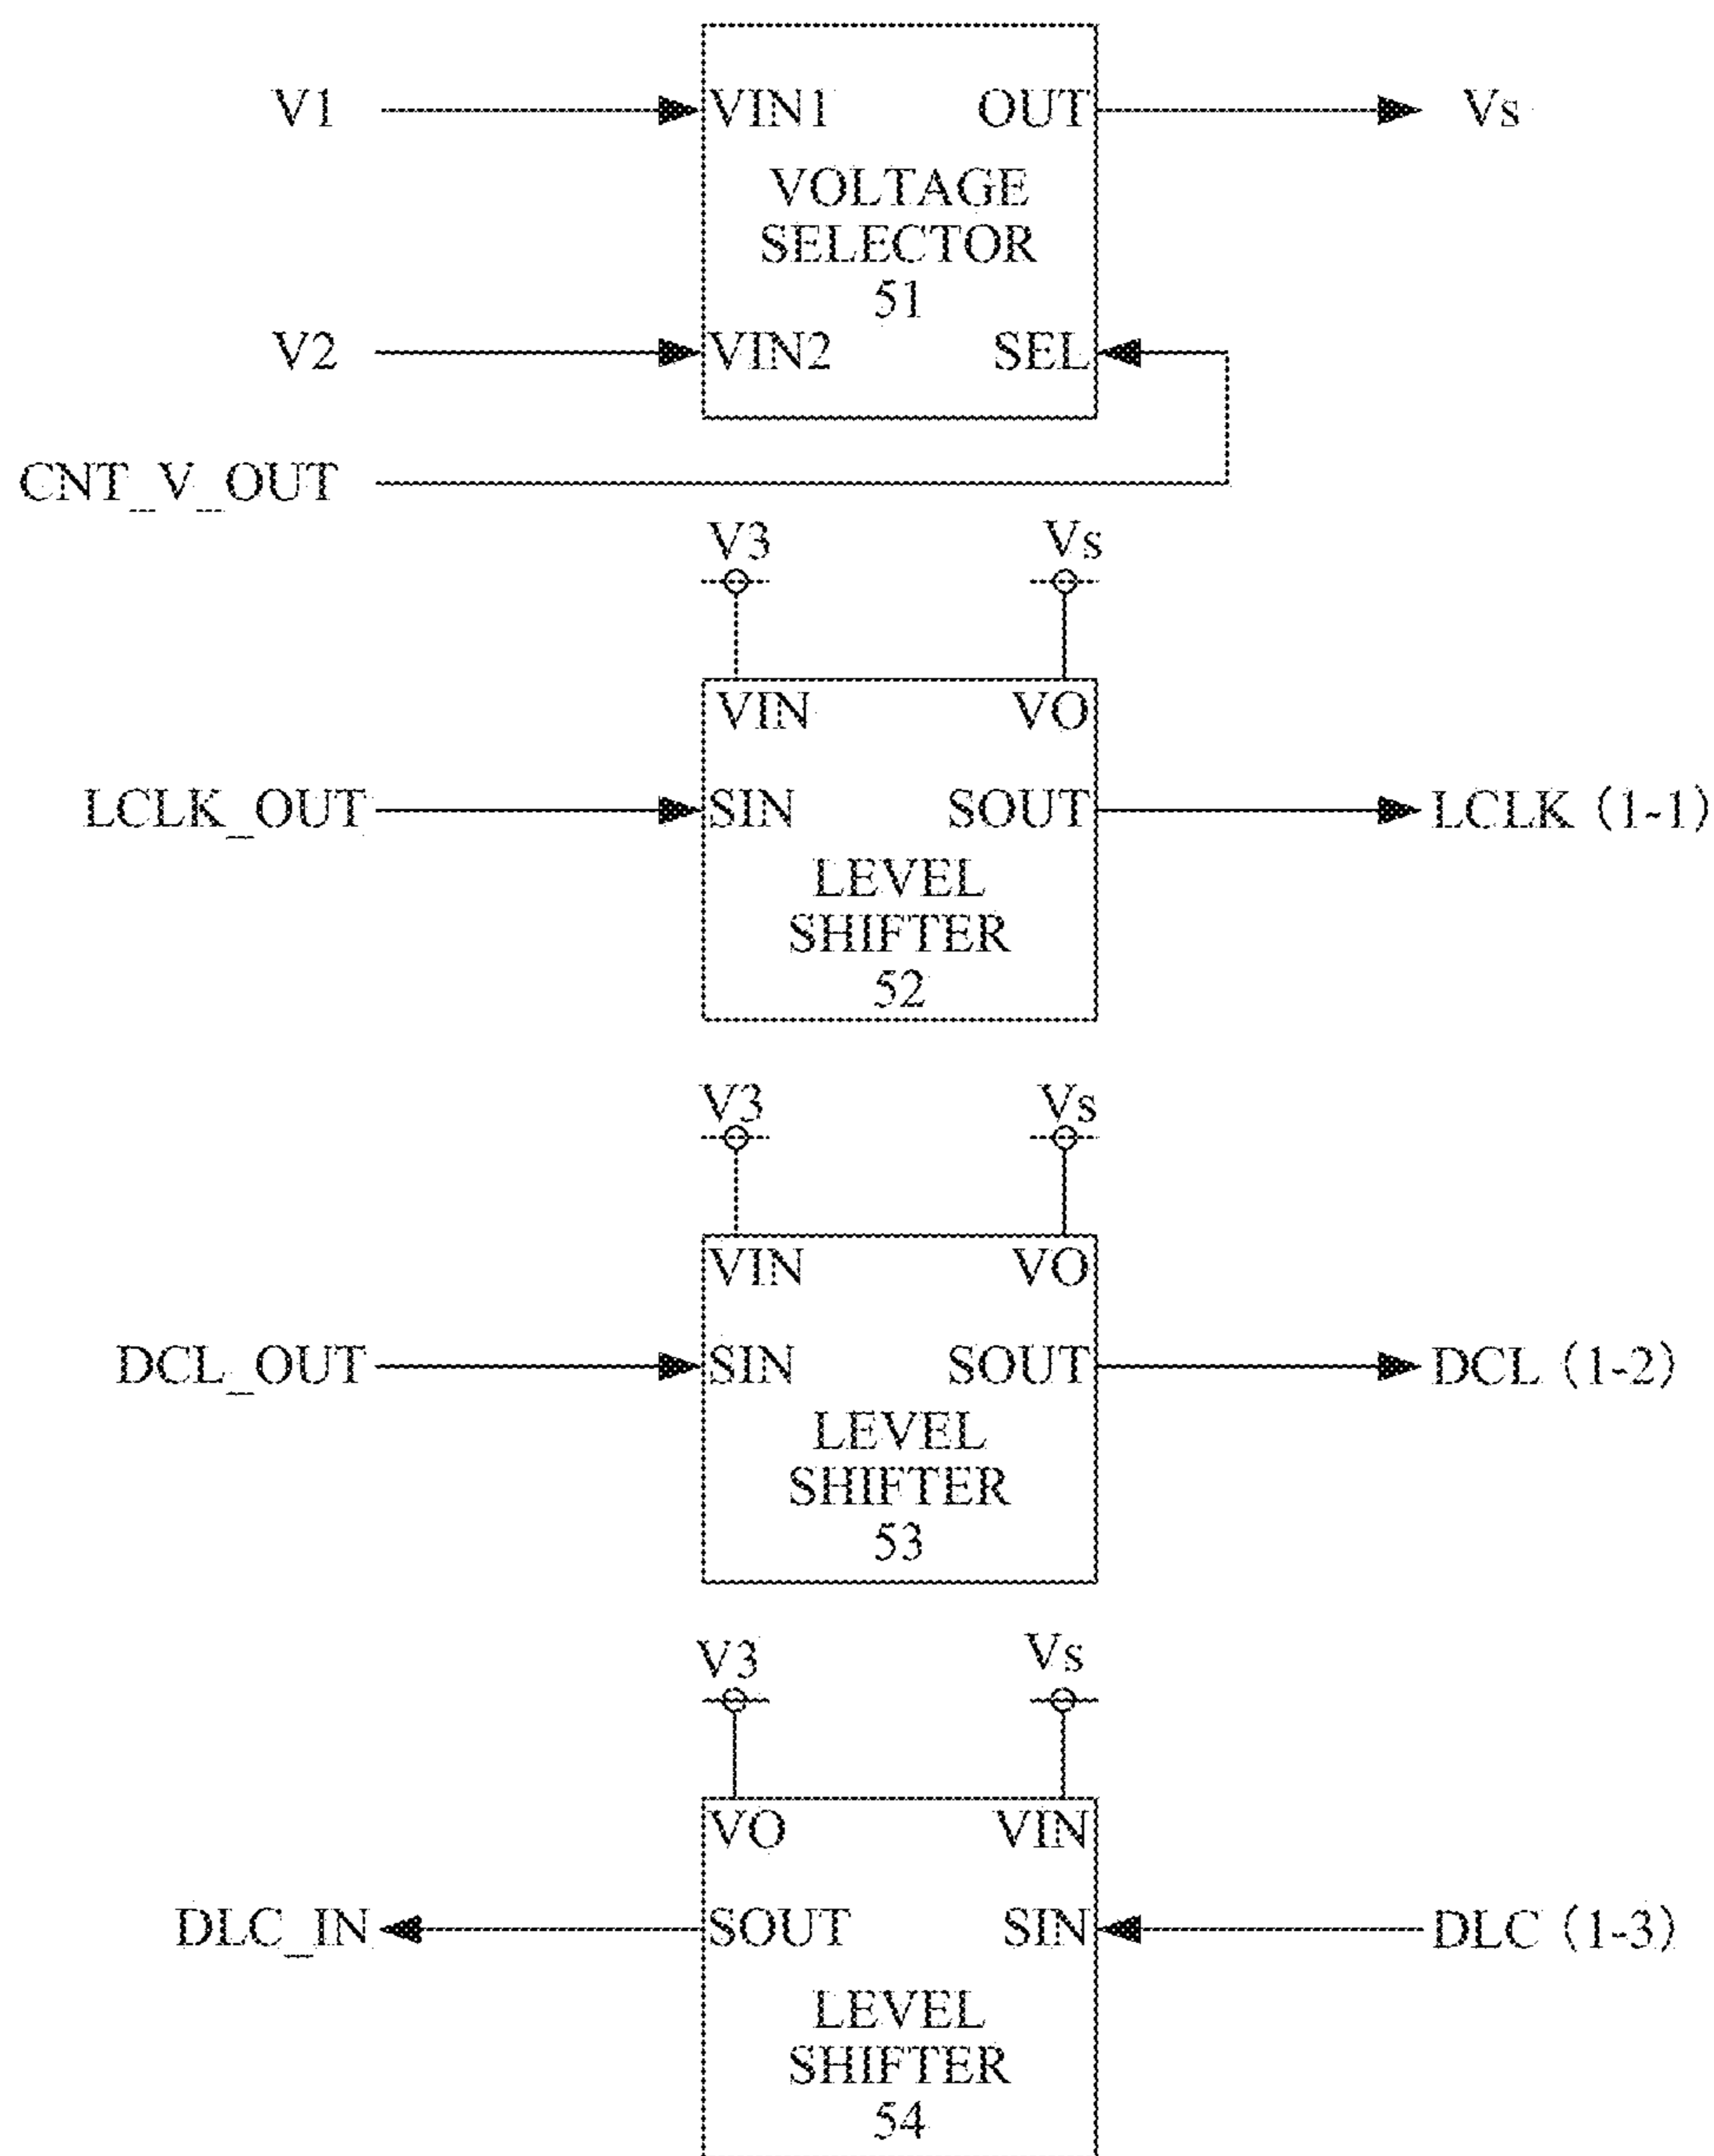 V1
VIN1
OUT
Vs
VOLTAGE
SELECTOR
51
V2
VIN2
SEL
CNT_V_OUT
V3
Vs
VIN
VO
LCLK_OUT
SIN
SOUT
LCLK (1-1)
LEVEL
SHIFTER
52
V3
Vs
VIN
VO
DCL_OUT
SIN
SOUT
DCL (1-2)
LEVEL
SHIFTER
53
V3
Vs
VO
VIN
DLC_IN
SOUT
SIN
DLC (1-3)
LEVEL
SHIFTER
54